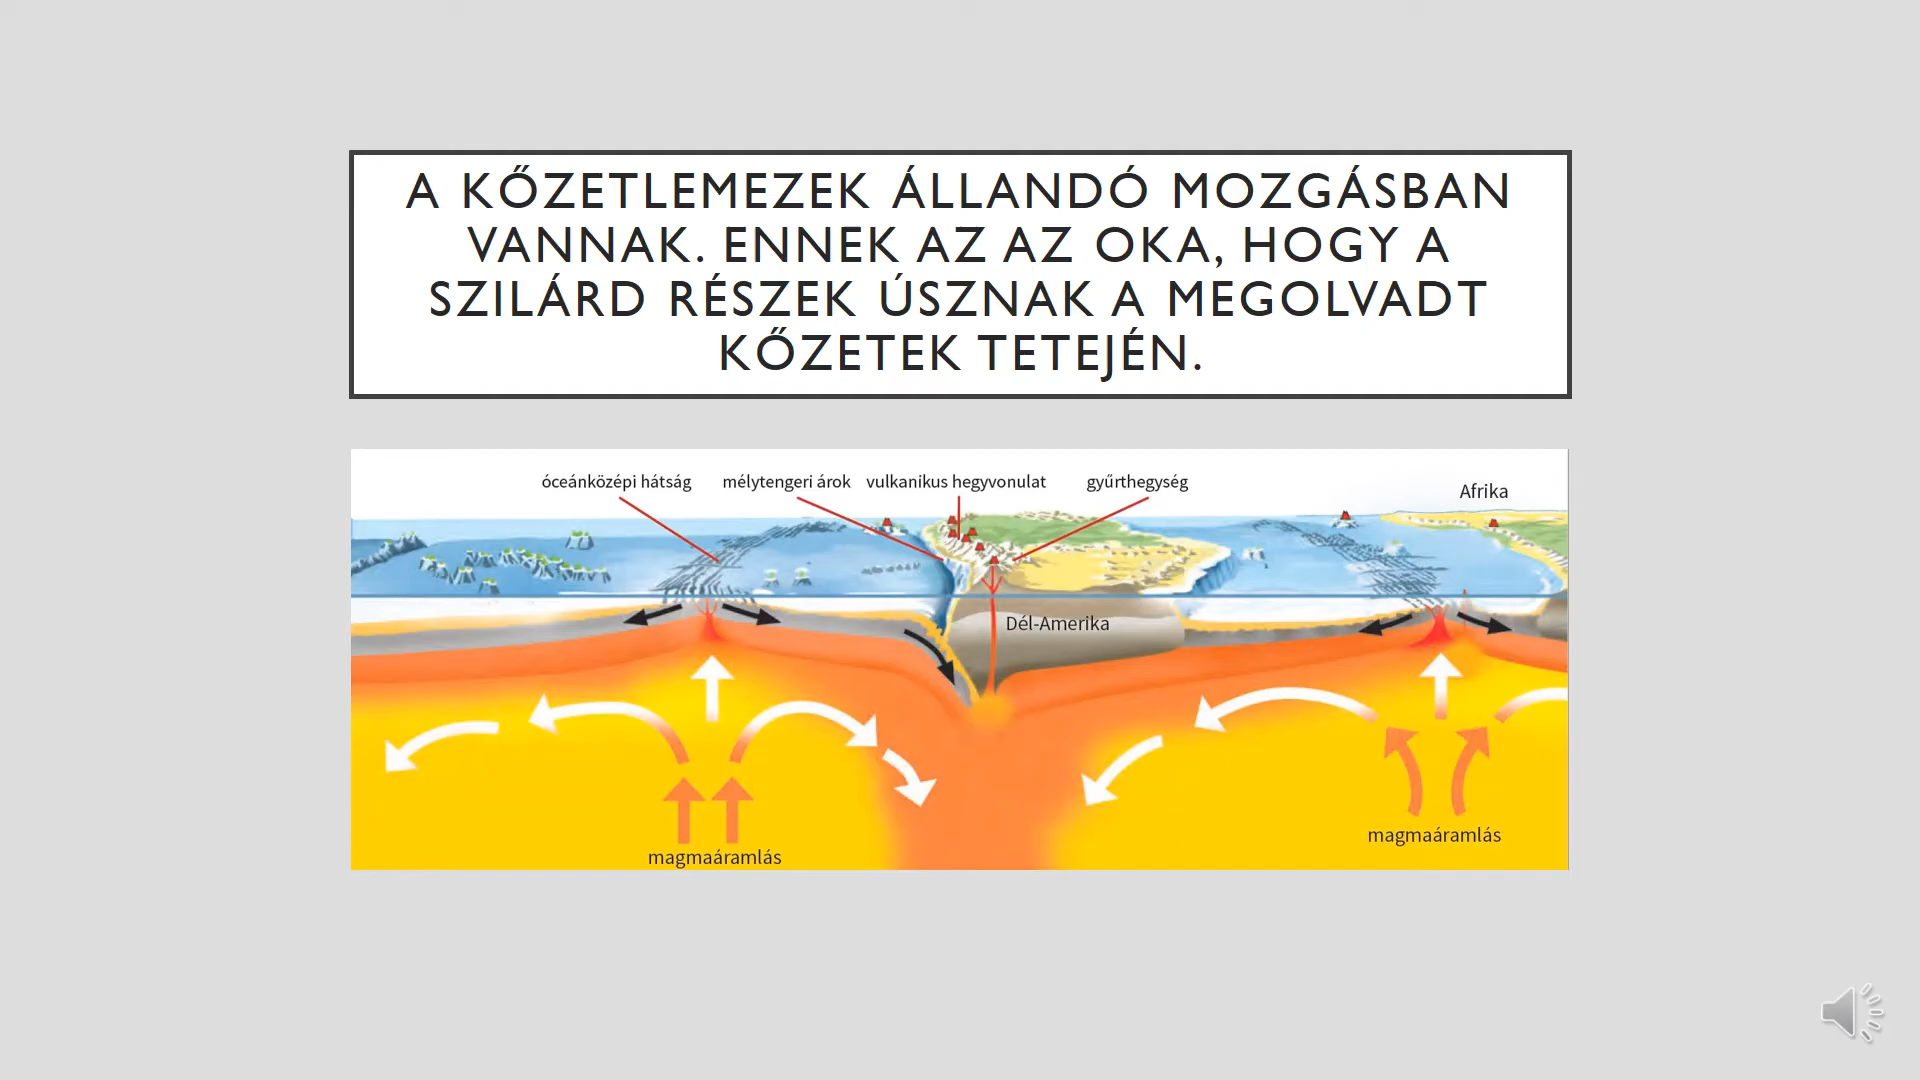 A KŐZETLEMEZEK ÁLLANDÓ MOZGÁSBAN
VANNAK. ENNEK AZ AZ OKA, HOGY A
SZILÁRD RÉSZEK ÚSZNAK A MEGOLVADT
KŐZETEK TETEJÉN.
óceánközépi hátság
mélytengeri árok
vulkanikus hegyvonulat
gyűrthegység
Afrika
Dél-Amerika
magmaáramlás
magmaáramlás